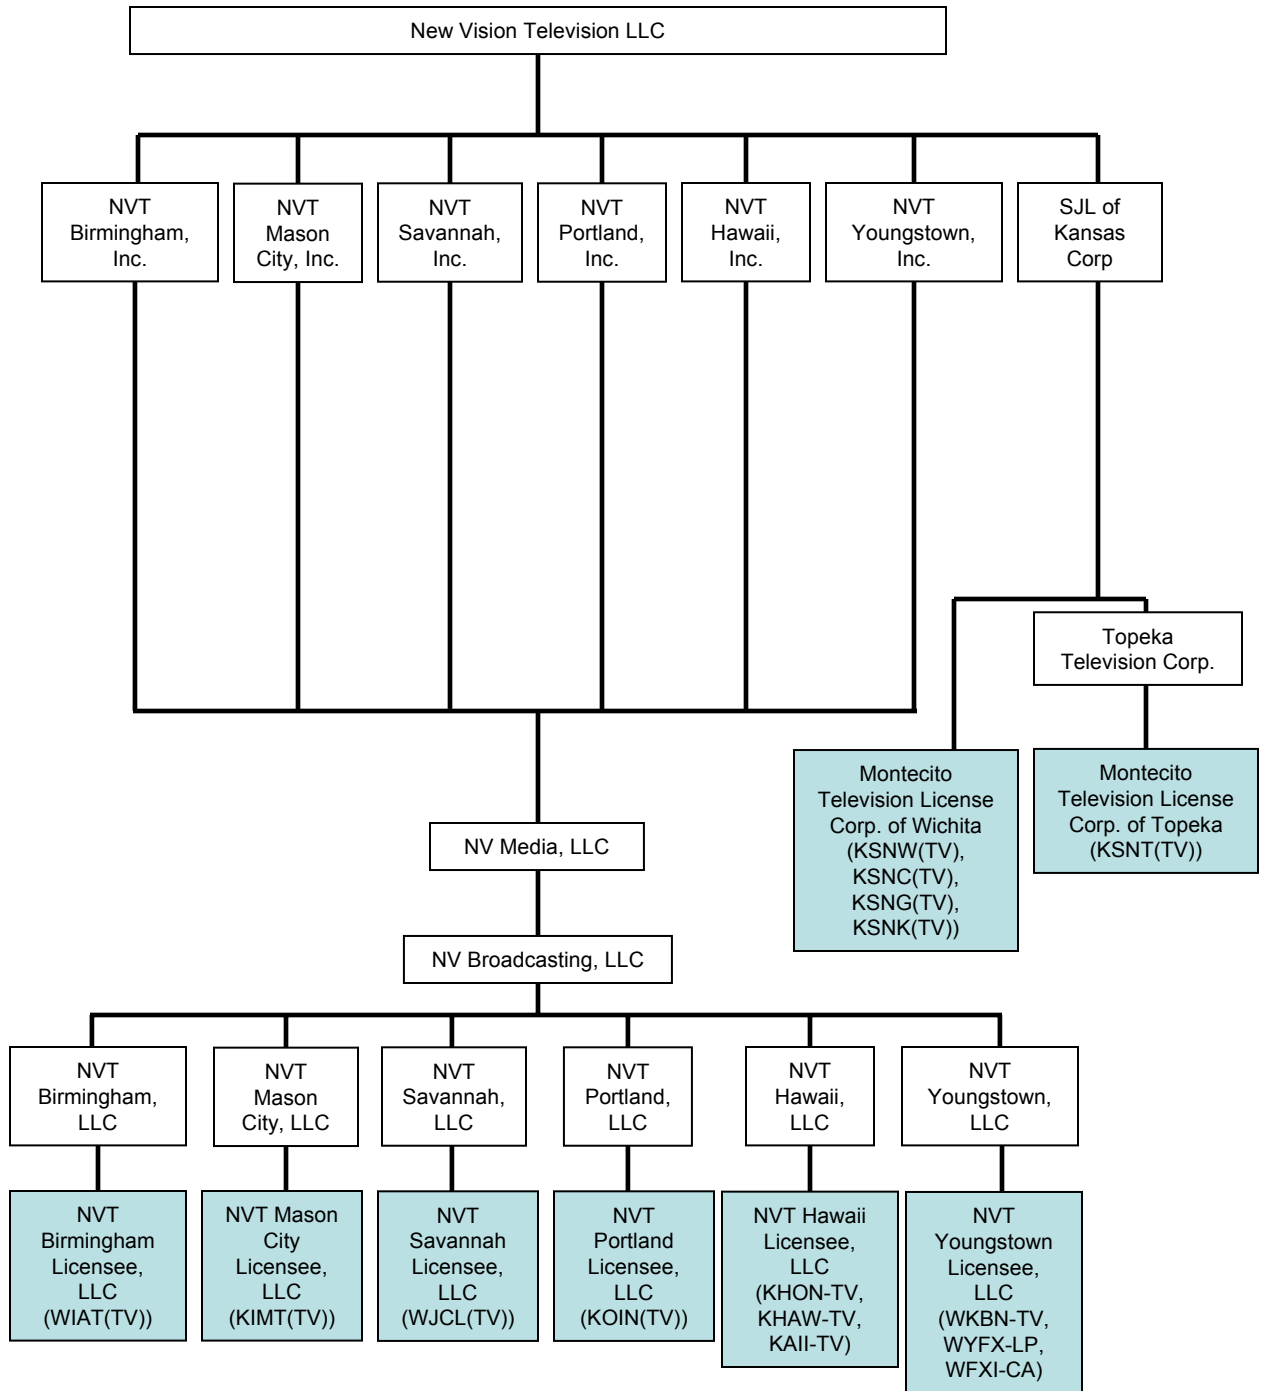 New Vision Television LLC
NVT
Birmingham,
Inc.
NVT
Mason
City, Inc.
NVT
Savannah,
Inc.
NVT
Portland,
Inc.
NVT
Hawaii,
Inc.
NVT
Youngstown,
Inc.
SJL of
Kansas
Corp
Topeka
Television Corp.
Montecito
Television License
Corp. of Wichita
(KSNW(TV),
KSNC(TV),
KSNG(TV),
KSNK(TV))
Montecito
Television License
Corp. of Topeka
(KSNT(TV))
NV Media, LLC
NV Broadcasting, LLC
NVT
Birmingham,
LLC
NVT
Mason
City, LLC
NVT
Savannah,
LLC
NVT
Portland,
LLC
NVT
Hawaii,
LLC
NVT
Youngstown,
LLC
NVT
Birmingham
Licensee,
LLC
(WIAT(TV))
NVT Mason
City
Licensee,
LLC
(KIMT(TV))
NVT
Savannah
Licensee,
LLC
(WJCL(TV))
NVT
Portland
Licensee,
LLC
(KOIN(TV))
NVT Hawaii
Licensee,
LLC
(KHON-TV,
KHAW-TV,
KAII-TV)
NVT
Youngstown
Licensee,
LLC
(WKBN-TV,
WYFX-LP,
WFXI-CA)